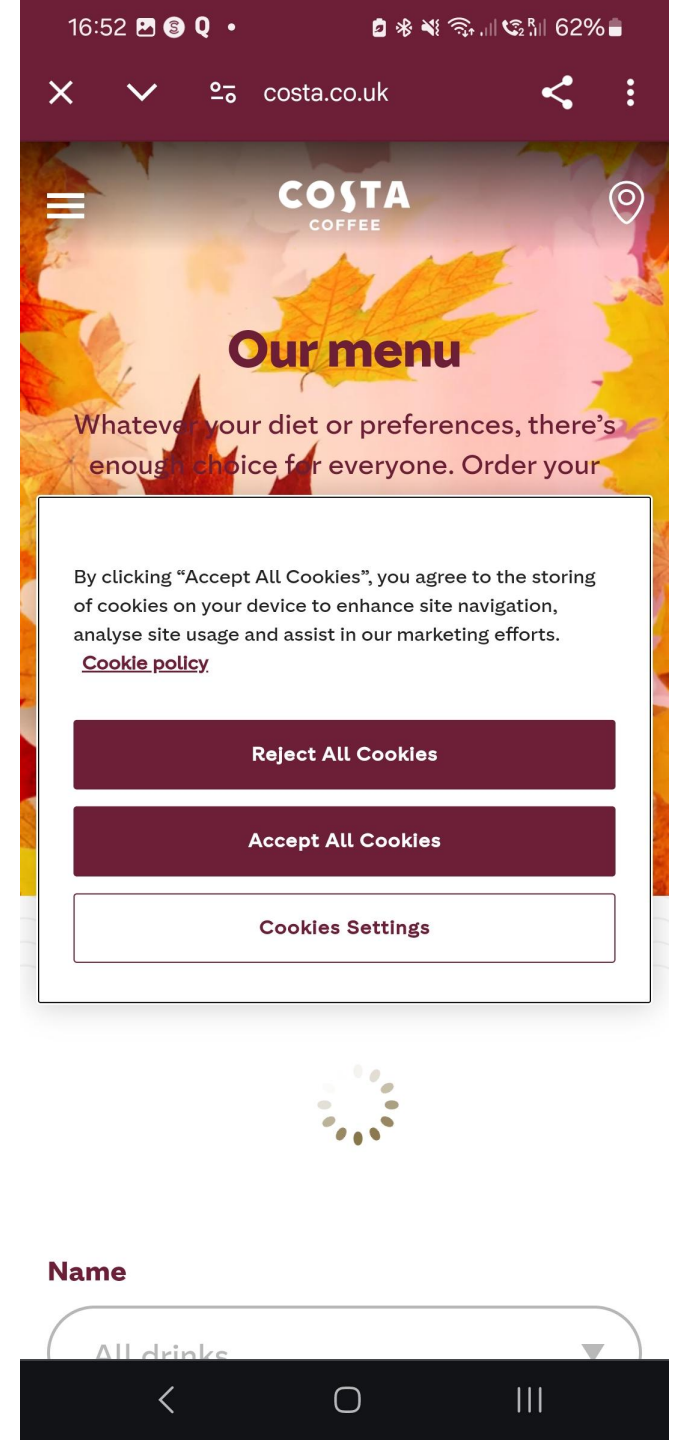 16:52 S Q • 62%
costa.co.uk
COSTA
COFFEE
Our menu
Whatever your diet or preferences, there's
enough choice for everyone. Order your
By clicking “Accept All Cookies”, you agree to the storing
of cookies on your device to enhance site navigation,
analyse site usage and assist in our marketing efforts.
Cookie policy
Reject All Cookies
Accept All Cookies
Cookies Settings
Name
All drinks